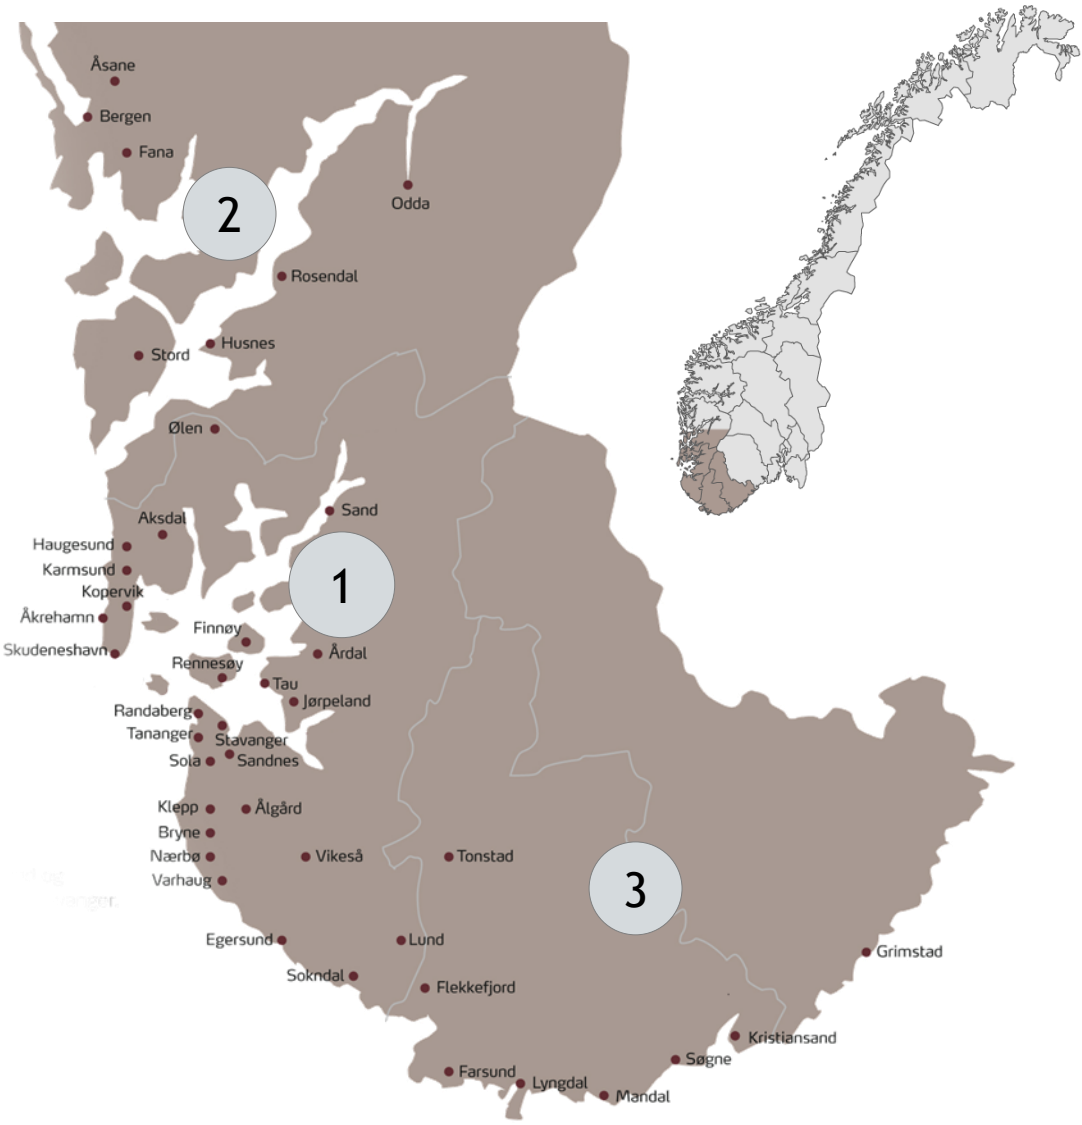 Åsane
Bergen
Fana
2
Odda
Rosendal
Husnes
Stord
Ølen
Sand
Aksdal
Haugesund
Karmsund
1
Kopervik
Åkrehamn
Finnøy
Skudeneshavn
Årdal
Rennesøy
Tau
Jørpeland
Randaberg
Tananger
Stavanger
Sola
Sandnes
Klepp
Ålgård
Bryne
Nærbø
Vikeså
Tonstad
Varhaug
3
Egersund
Lund
Grimstad
Sokndal
Flekkefjord
Kristiansand
Søgne
Farsund
Lyngdal
Mandal